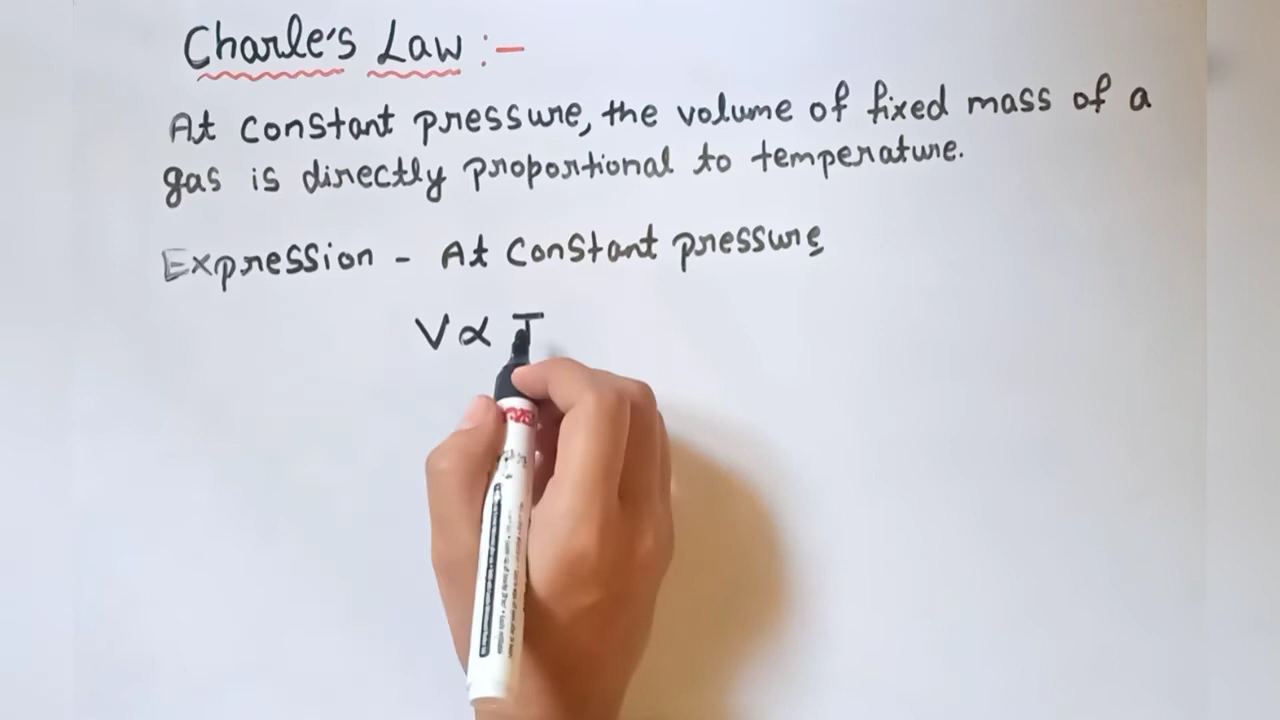 Charle's Law :-
At constant pressure, the volume of fixed mass of a
gas is directly proportional to temperature.
Expression - At constant pressure
V ∝ T